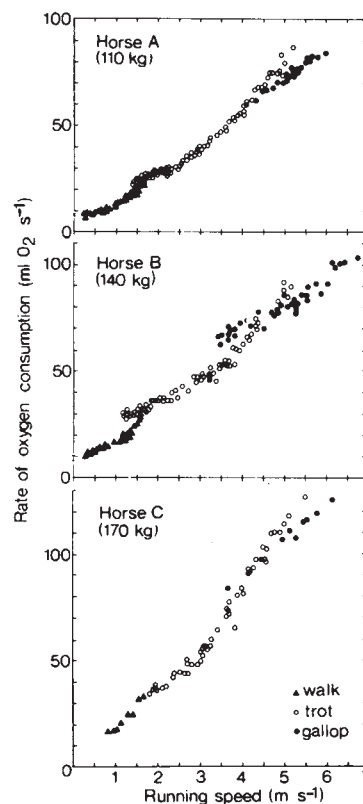 Rate of oxygen consumption (ml O₂ s⁻¹)
Horse A
(110 kg)
100
50
0
Horse B
(140 kg)
100
50
0
Horse C
(170 kg)
100
50
0
▲ walk
○ trot
● gallop
0 1 2 3 4 5 6
Running speed (m s⁻¹)